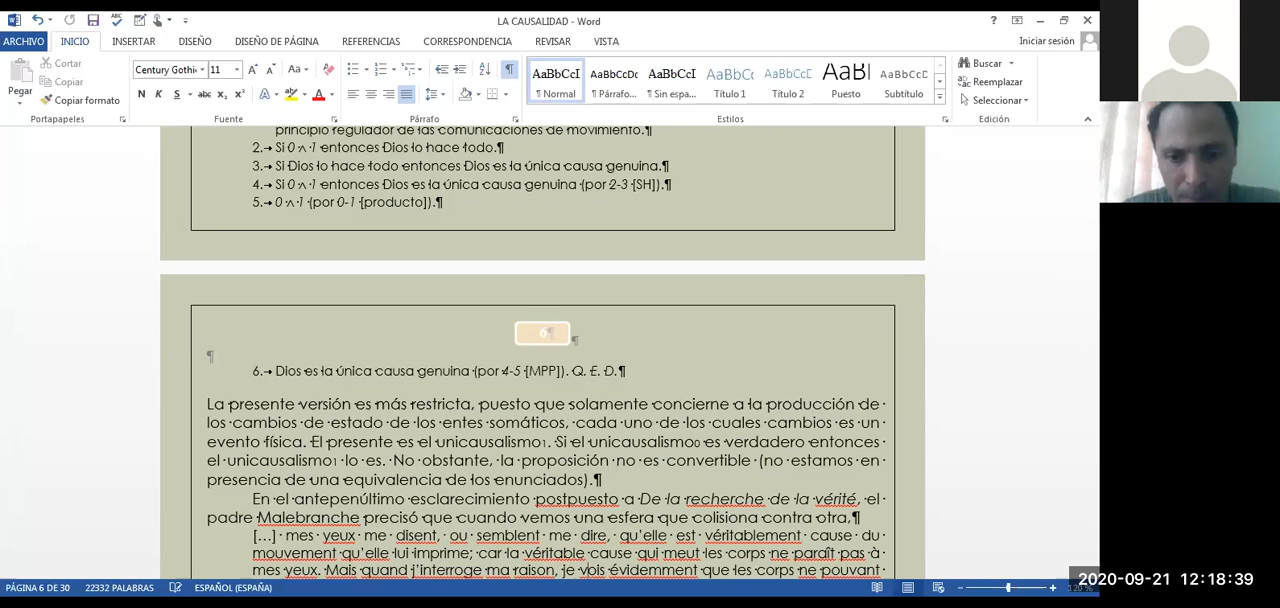 LA CAUSALIDAD - Word
ARCHIVO INICIO INSERTAR DISEÑO DISEÑO DE PÁGINA REFERENCIAS CORRESPONDENCIA REVISAR VISTA Iniciar sesión
Cortar
Copiar
Pegar
Copiar formato
Portapapeles
Century Gothi 11
N K S abc x₂ x²
Fuente
Párrafo
AaBbCcI AaBbCcDc AaBbCcI AaBbCc AaBbCcD AaBl AaBbCcD
¶ Normal ¶ Párrafo... ¶ Sin espa... Título 1 Título 2 Puesto Subtítulo
Estilos
Buscar
Reemplazar
Seleccionar
Edición
principio regulador de las comunicaciones de movimiento.¶
2.→ Si 0 ∧ 1 entonces Dios lo hace todo.¶
3.→ Si Dios lo hace todo entonces Dios es la única causa genuina.¶
4.→ Si 0 ∧ 1 entonces Dios es la única causa genuina (por 2-3 [SH]).¶
5.→ 0 ∧ 1 (por 0-1 [producto]).¶
6¶
¶
¶
6.→ Dios es la única causa genuina (por 4-5 [MPP]). Q. E. D.¶
La presente versión es más restricta, puesto que solamente concierne a la producción de
los cambios de estado de los entes somáticos, cada uno de los cuales cambios es un
evento física. El presente es el unicausalismo1. Si el unicausalismo0 es verdadero entonces
el unicausalismo1 lo es. No obstante, la proposición no es convertible (no estamos en
presencia de una equivalencia de los enunciados).¶
En el antepenúltimo esclarecimiento postpuesto a De la recherche de la vérité, el
padre Malebranche precisó que cuando vemos una esfera que colisiona contra otra,¶
[...] mes yeux me disent, ou semblent me dire, qu'elle est véritablement cause du
mouvement qu'elle lui imprime; car la véritable cause qui meut les corps ne paraît pas à
mes yeux. Mais quand j'interroge ma raison, je vois évidemment que les corps ne pouvant
PÁGINA 6 DE 30 22332 PALABRAS ESPAÑOL (ESPAÑA) 120 %
2020-09-21 12:18:39